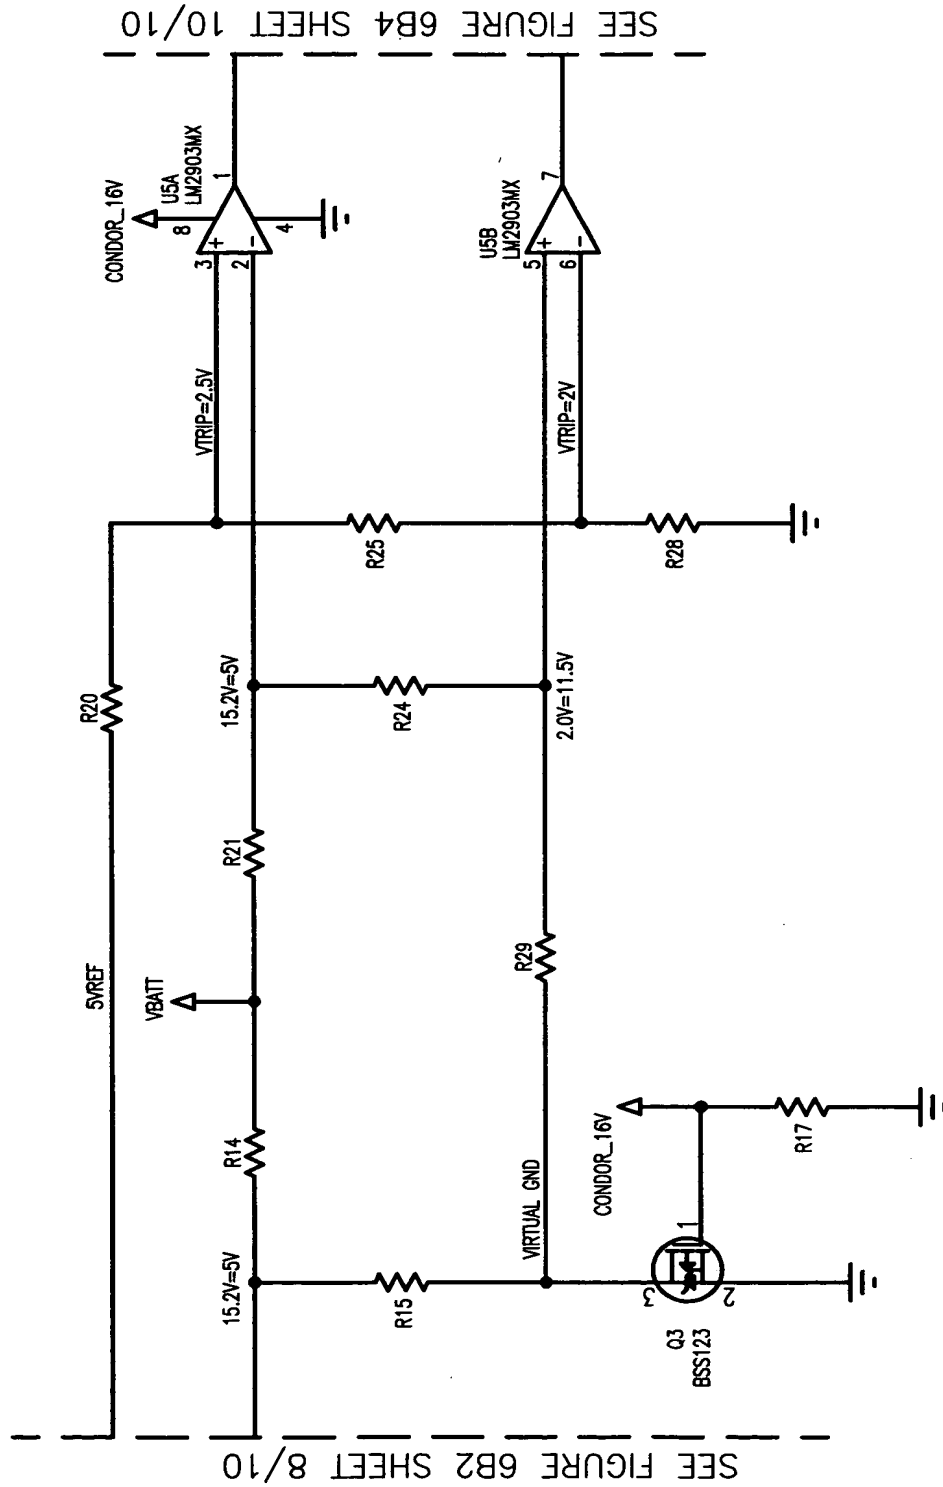 SEE FIGURE 6B4 SHEET 10/10
CONDOR_16V
U5A
LM2903MX
8
3
+
2
-
1
4
VTRIP=2.5V
U5B
LM2903MX
5
+
6
-
7
VTRIP=2V
R20
R25
R28
15.2V=5V
R24
2.0V=11.5V
R21
R29
5VREF
VBATT
R14
CONDOR_16V
R17
VIRTUAL GND
15.2V=5V
R15
1
3
2
Q3
BSS123
SEE FIGURE 6B2 SHEET 8/10